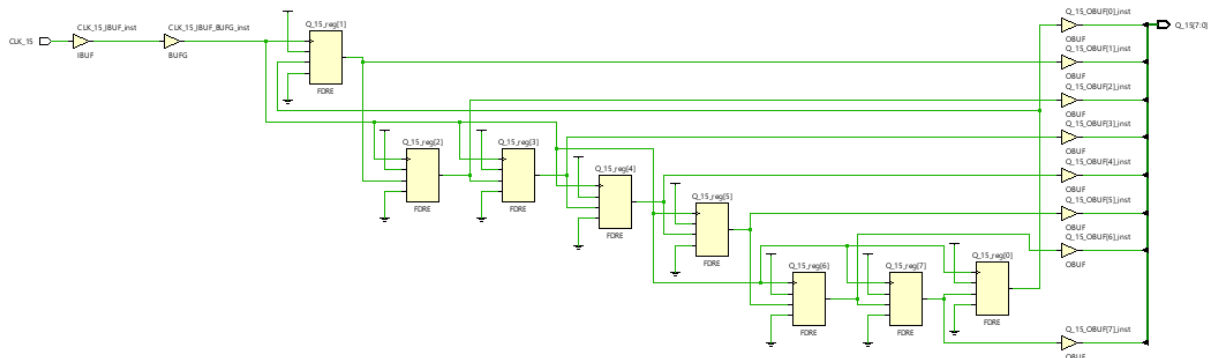 Q_15_OBUF[0]_inst
Q_15_reg[1]
CLK_15_IBUF_inst
CLK_15_IBUF_BUFG_inst
Q_15[7:0]
CLK_15
OBUF
IBUF
BUFG
Q_15_OBUF[1]_inst
OBUF
FDRE
Q_15_OBUF[2]_inst
OBUF
Q_15_OBUF[3]_inst
Q_15_reg[2]
Q_15_reg[3]
OBUF
Q_15_OBUF[4]_inst
Q_15_reg[4]
OBUF
Q_15_reg[5]
Q_15_OBUF[5]_inst
FDRE
FDRE
OBUF
Q_15_OBUF[6]_inst
FDRE
Q_15_reg[0]
OBUF
FDRE
Q_15_reg[6]
Q_15_reg[7]
Q_15_OBUF[7]_inst
FDRE
FDRE
FDRE
OBUF